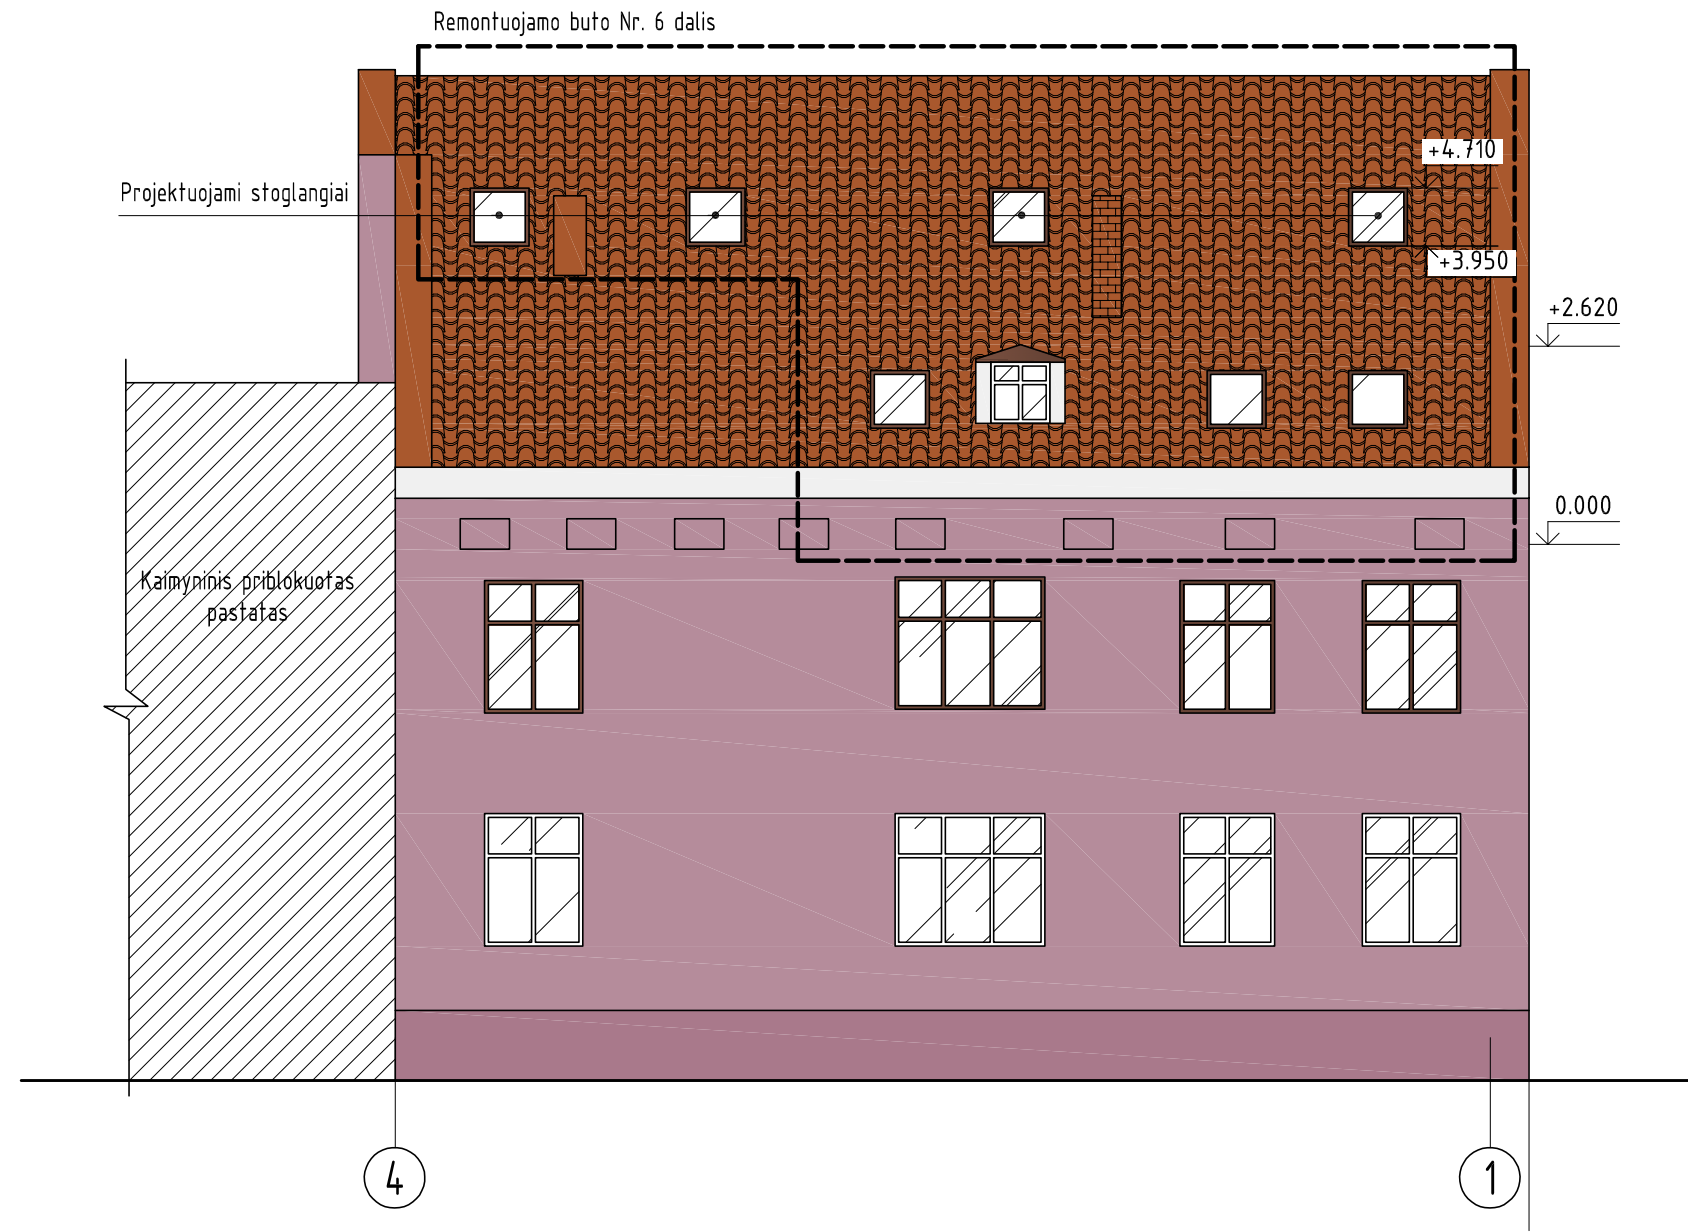 Remontuojamo buto Nr. 6 dalis
+4.710
Projektuojami stoglangiai
+3.950
+2.620
0.000
Kaimyninis priblokuotas
pastatas
4
1